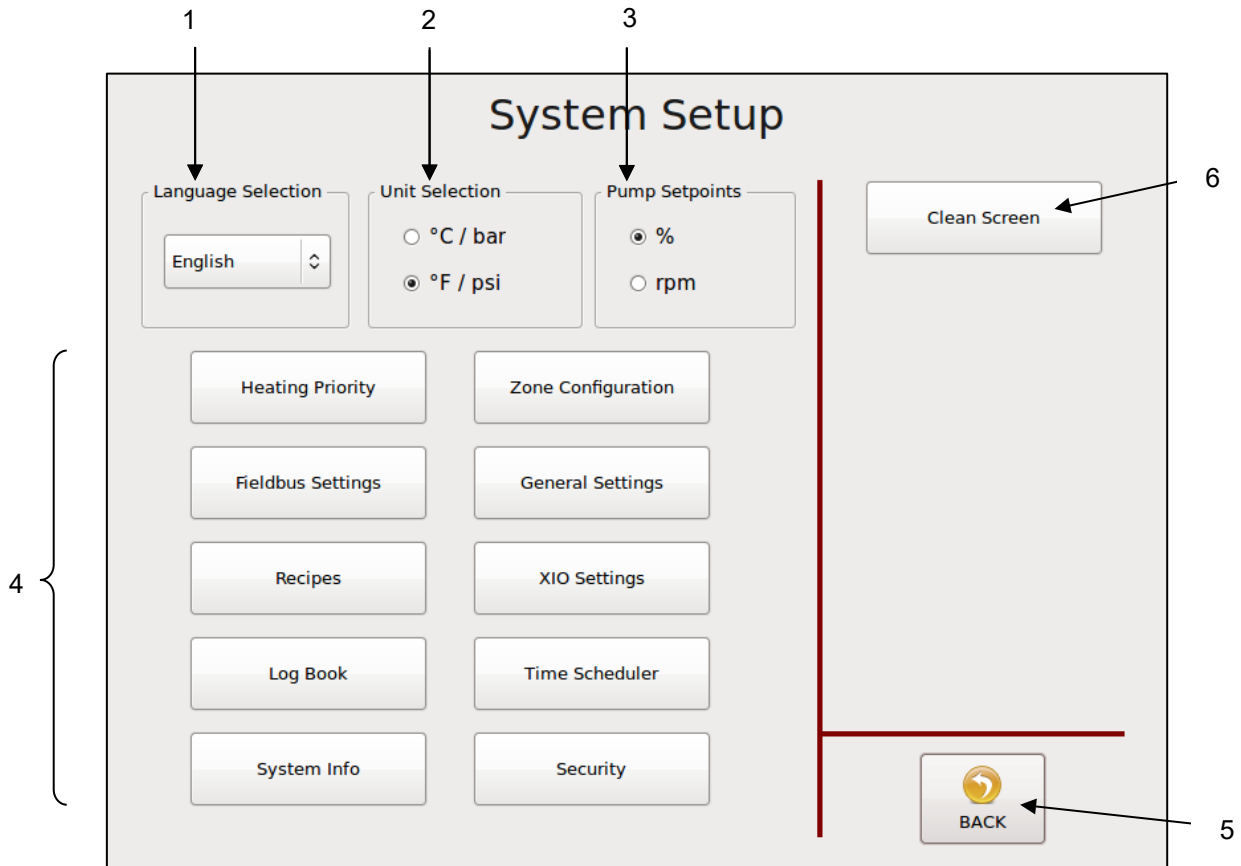 1 2 3
System Setup
Language Selection Unit Selection Pump Setpoints
6
Clean Screen
°C / bar %
English
°F / psi rpm
Heating Priority Zone Configuration
Fieldbus Settings General Settings
4
Recipes XIO Settings
Log Book Time Scheduler
System Info Security
BACK
5